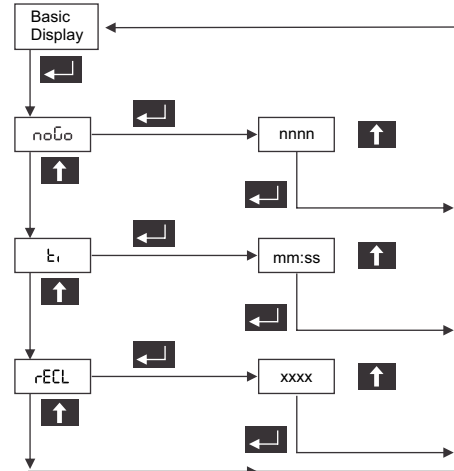 Basic
Display
noGo
nnnn
ti
mm:ss
rECL
xxxx